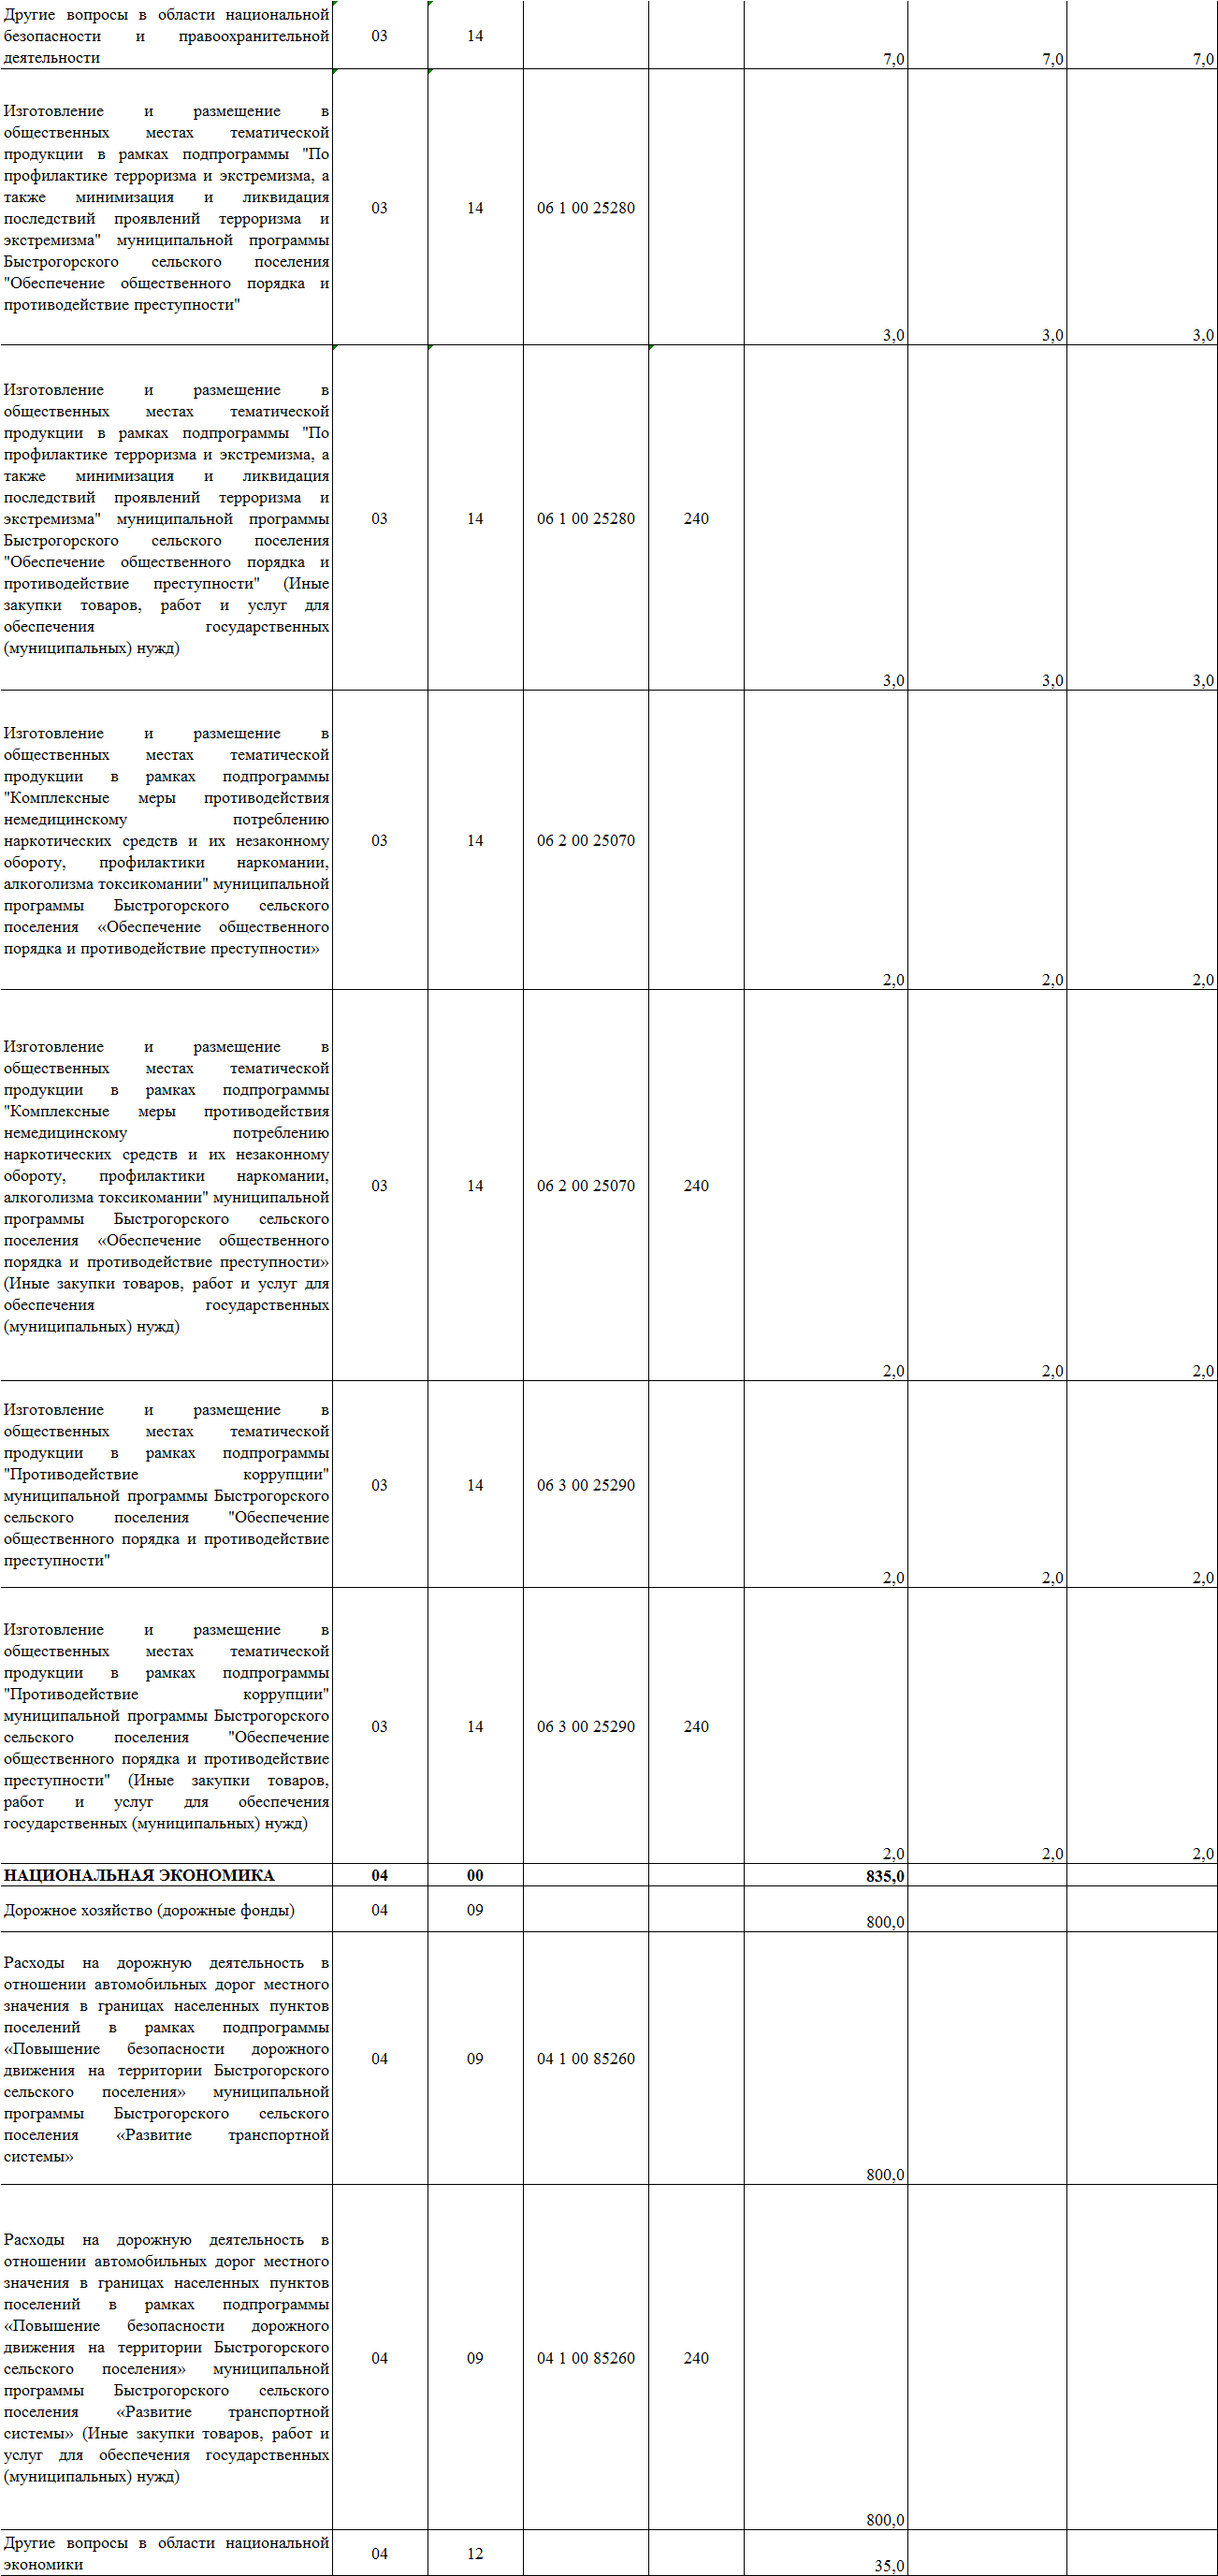 Другие вопросы в области национальной
безопасности и правоохранительной
деятельности
03
14
7,0
7,0
7,0
Изготовление и размещение в
общественных местах тематической
продукции в рамках подпрограммы "По
профилактике терроризма и экстремизма, а
также минимизация и ликвидация
последствий проявлений терроризма и
экстремизма" муниципальной программы
Быстрогорского сельского поселения
"Обеспечение общественного порядка и
противодействие преступности"
03
14
06 1 00 25280
3,0
3,0
3,0
Изготовление и размещение в
общественных местах тематической
продукции в рамках подпрограммы "По
профилактике терроризма и экстремизма, а
также минимизация и ликвидация
последствий проявлений терроризма и
экстремизма" муниципальной программы
Быстрогорского сельского поселения
"Обеспечение общественного порядка и
противодействие преступности" (Иные
закупки товаров, работ и услуг для
обеспечения государственных
(муниципальных) нужд)
03
14
06 1 00 25280
240
3,0
3,0
3,0
Изготовление и размещение в
общественных местах тематической
продукции в рамках подпрограммы
"Комплексные меры противодействия
немедицинскому потреблению
наркотических средств и их незаконному
обороту, профилактики наркомании,
алкоголизма токсикомании" муниципальной
программы Быстрогорского сельского
поселения «Обеспечение общественного
порядка и противодействие преступности»
03
14
06 2 00 25070
2,0
2,0
2,0
Изготовление и размещение в
общественных местах тематической
продукции в рамках подпрограммы
"Комплексные меры противодействия
немедицинскому потреблению
наркотических средств и их незаконному
обороту, профилактики наркомании,
алкоголизма токсикомании" муниципальной
программы Быстрогорского сельского
поселения «Обеспечение общественного
порядка и противодействие преступности»
(Иные закупки товаров, работ и услуг для
обеспечения государственных
(муниципальных) нужд)
03
14
06 2 00 25070
240
2,0
2,0
2,0
Изготовление и размещение в
общественных местах тематической
продукции в рамках подпрограммы
"Противодействие коррупции"
муниципальной программы Быстрогорского
сельского поселения "Обеспечение
общественного порядка и противодействие
преступности"
03
14
06 3 00 25290
2,0
2,0
2,0
Изготовление и размещение в
общественных местах тематической
продукции в рамках подпрограммы
"Противодействие коррупции"
муниципальной программы Быстрогорского
сельского поселения "Обеспечение
общественного порядка и противодействие
преступности" (Иные закупки товаров,
работ и услуг для обеспечения
государственных (муниципальных) нужд)
03
14
06 3 00 25290
240
2,0
2,0
2,0
НАЦИОНАЛЬНАЯ ЭКОНОМИКА
04
00
835,0
Дорожное хозяйство (дорожные фонды)
04
09
800,0
Расходы на дорожную деятельность в
отношении автомобильных дорог местного
значения в границах населенных пунктов
поселений в рамках подпрограммы
«Повышение безопасности дорожного
движения на территории Быстрогорского
сельского поселения» муниципальной
программы Быстрогорского сельского
поселения «Развитие транспортной
системы»
04
09
04 1 00 85260
800,0
Расходы на дорожную деятельность в
отношении автомобильных дорог местного
значения в границах населенных пунктов
поселений в рамках подпрограммы
«Повышение безопасности дорожного
движения на территории Быстрогорского
сельского поселения» муниципальной
программы Быстрогорского сельского
поселения «Развитие транспортной
системы» (Иные закупки товаров, работ и
услуг для обеспечения государственных
(муниципальных) нужд)
04
09
04 1 00 85260
240
800,0
Другие вопросы в области национальной
экономики
04
12
35,0